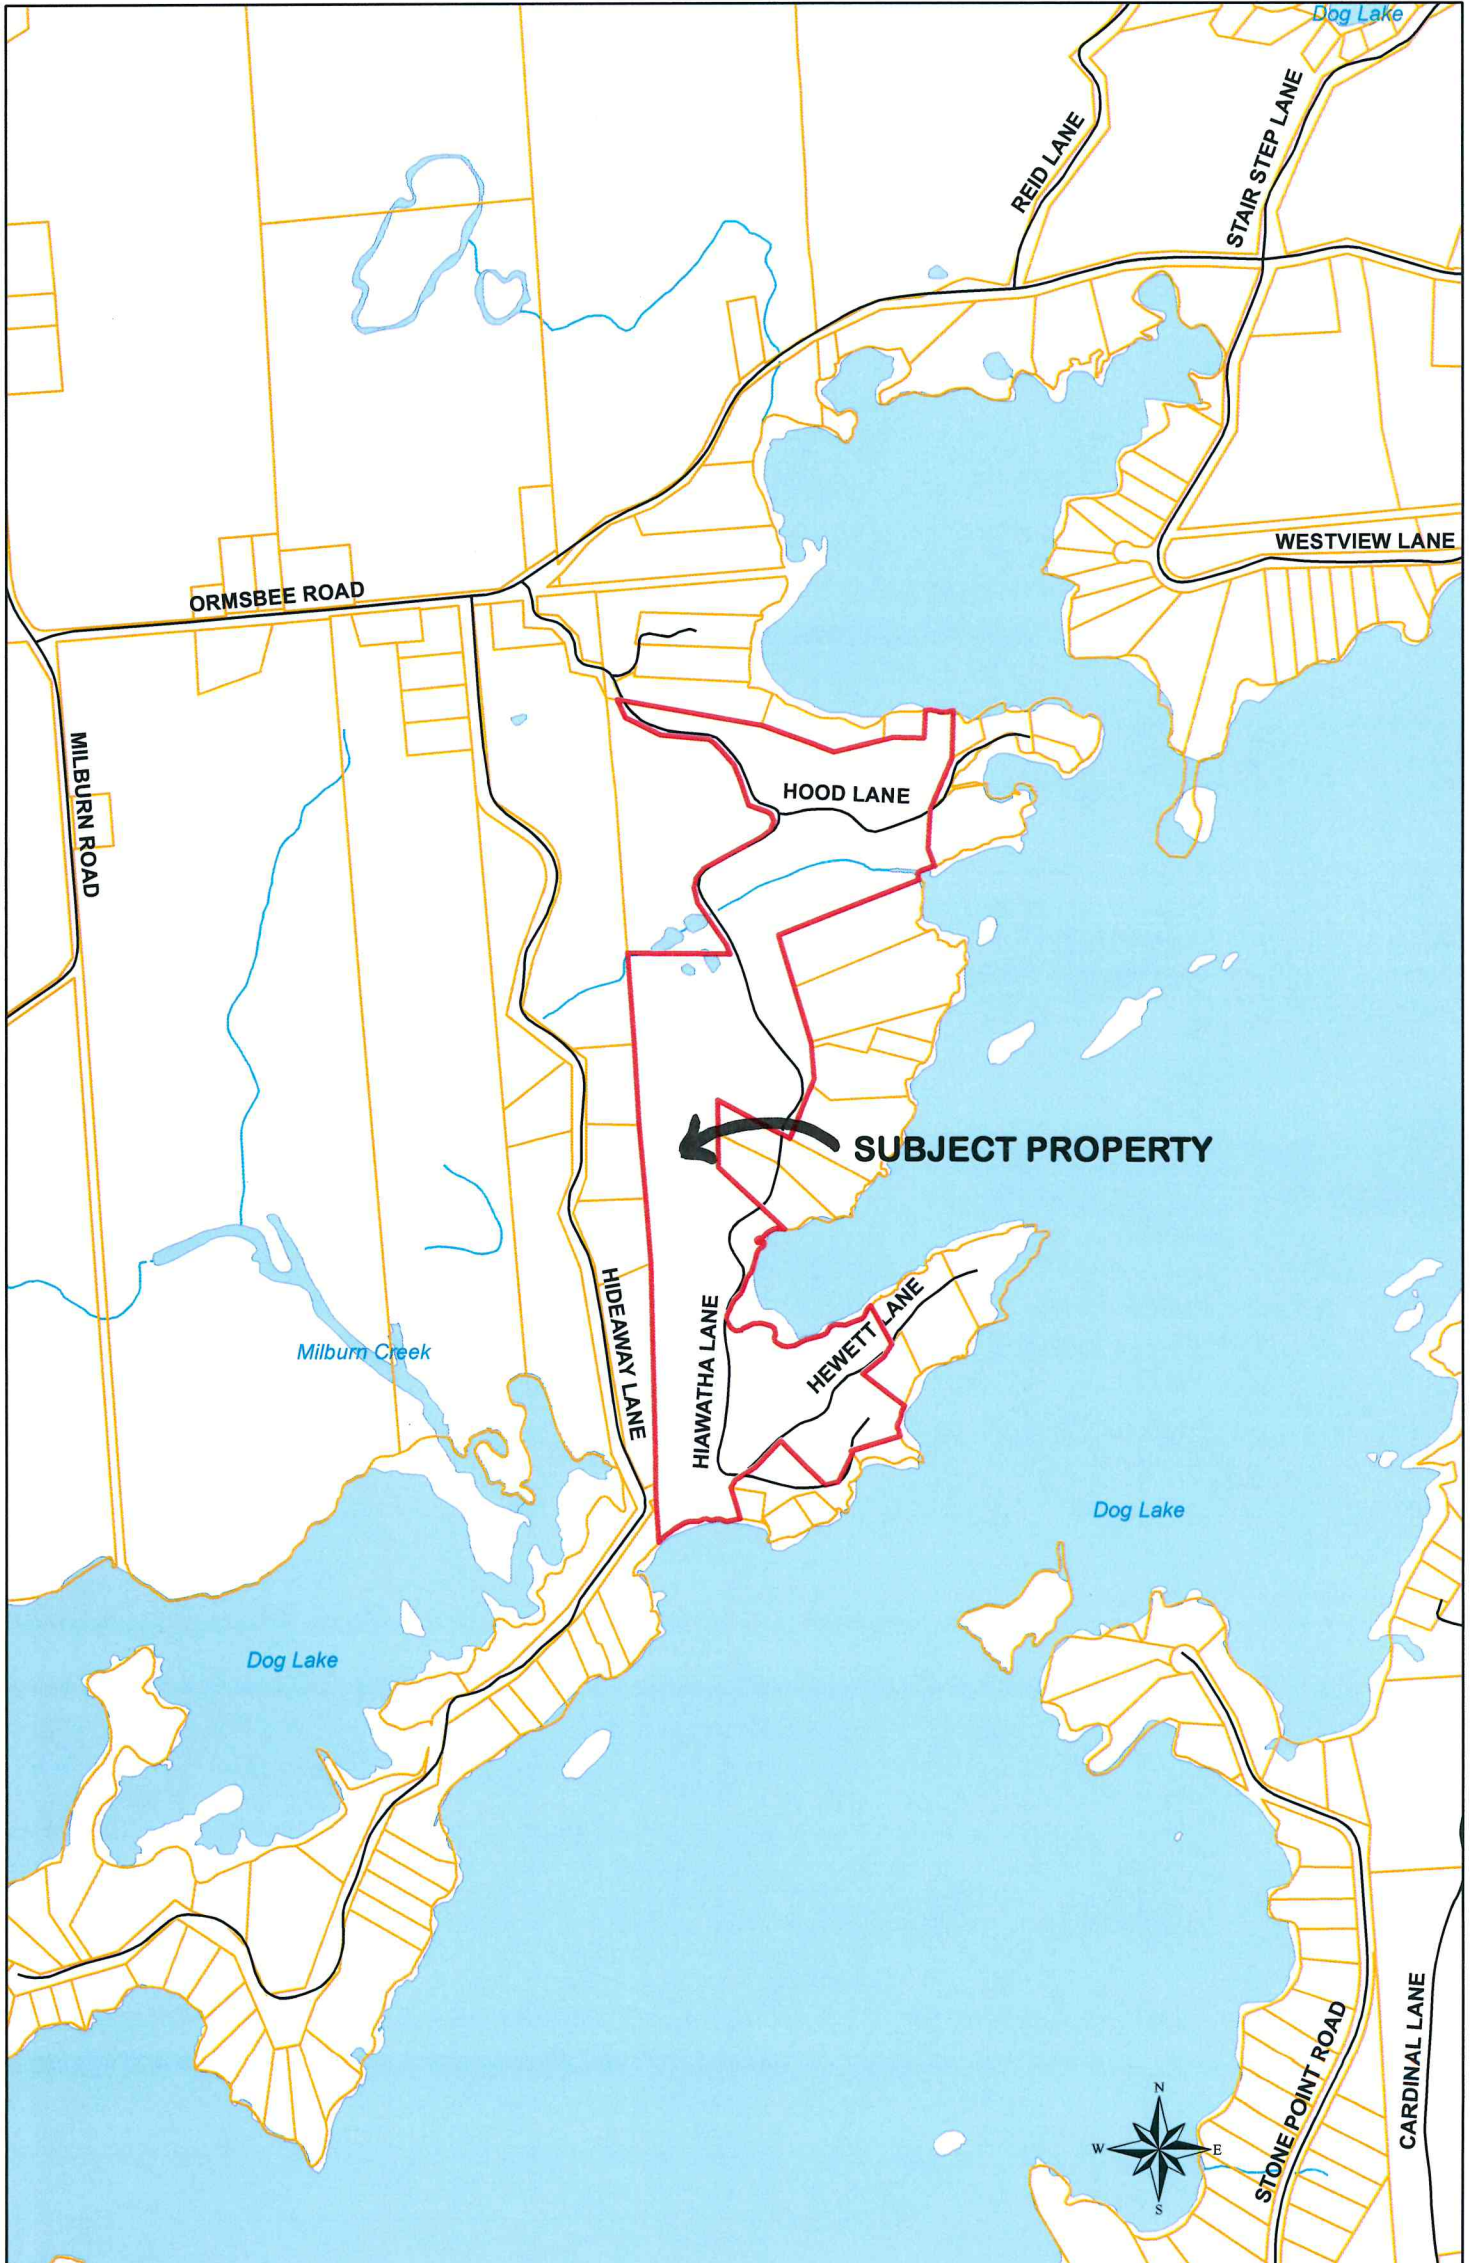 Dog Lake
REID LANE
STAIR STEP LANE
WESTVIEW LANE
ORMSBEE ROAD
MILBURN ROAD
HOOD LANE
SUBJECT PROPERTY
HIDEAWAY LANE
HIAWATHA LANE
HEWETT LANE
Milburn Creek
Dog Lake
Dog Lake
STONE POINT ROAD
CARDINAL LANE
N
W
E
S